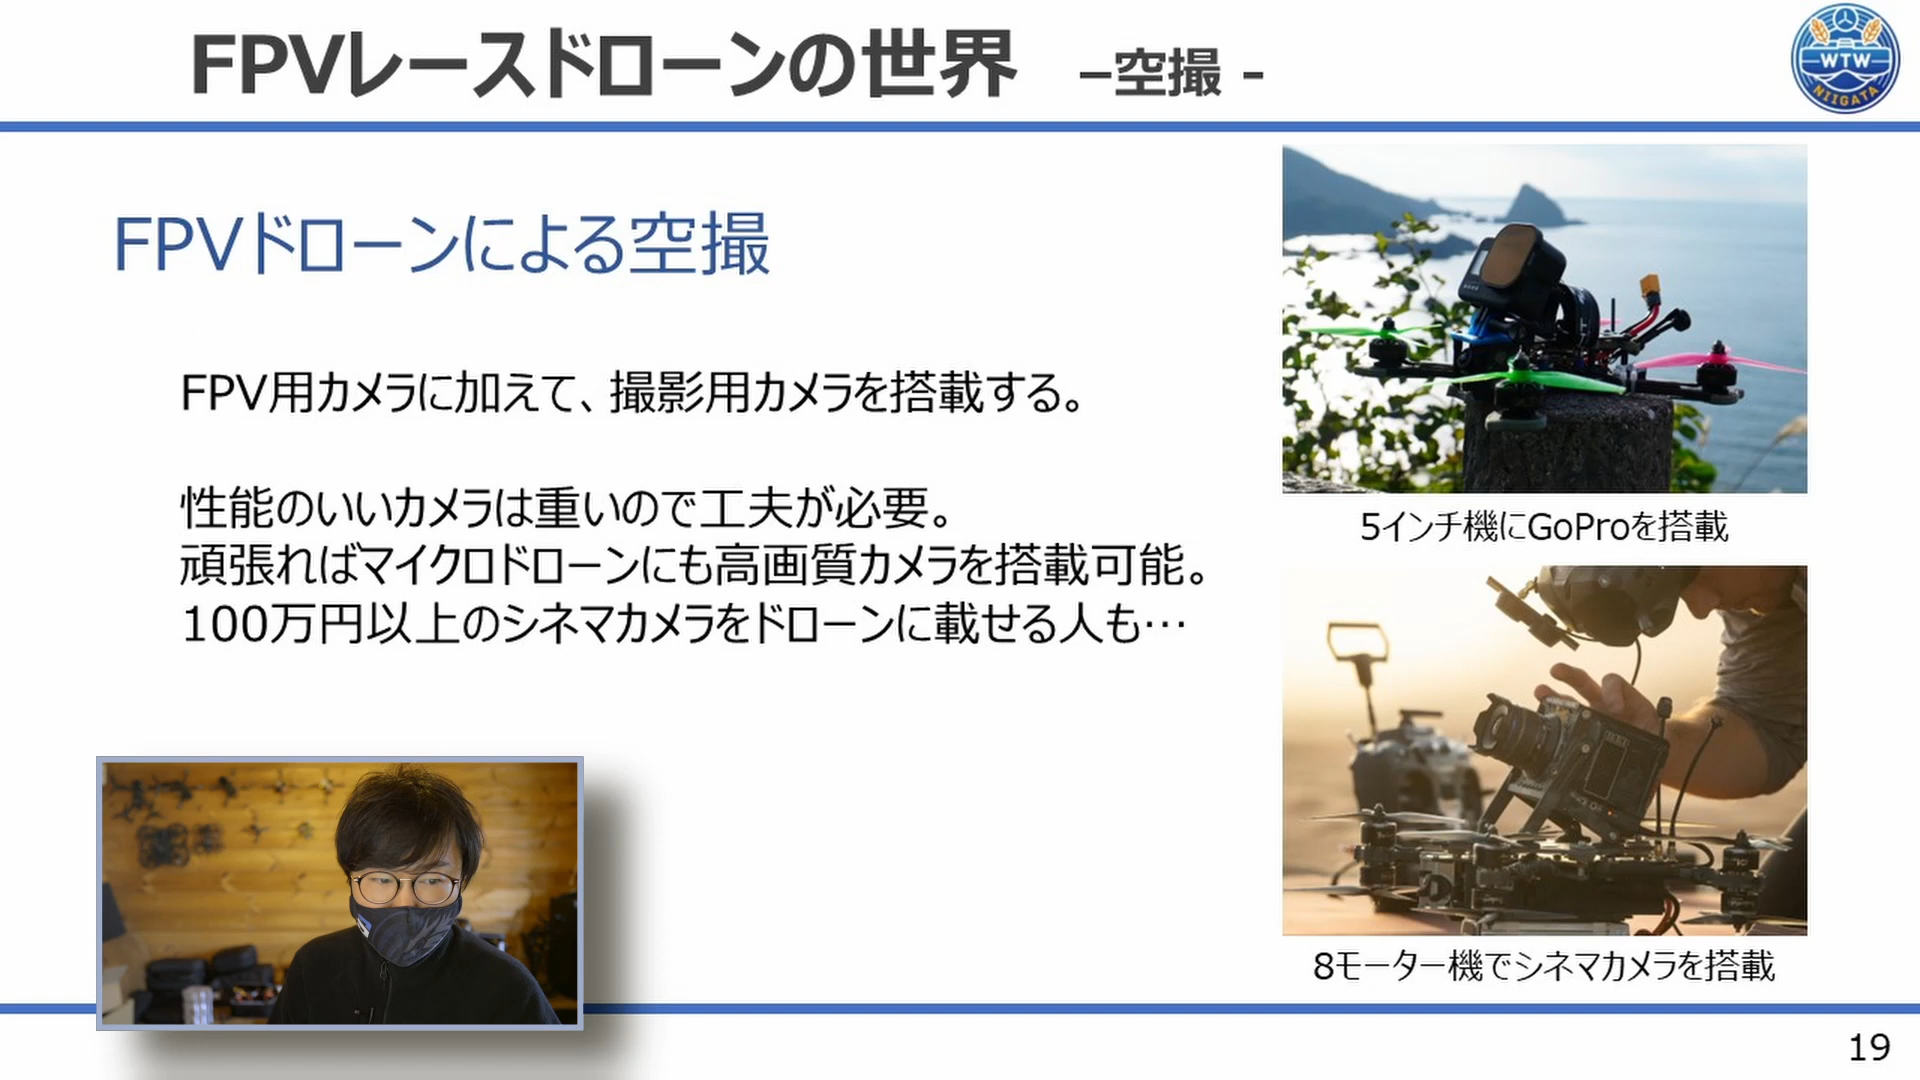 FPVレースドローンの世界 –空撮 -
WTW
NIIGATA
FPVドローンによる空撮
FPV用カメラに加えて、撮影用カメラを搭載する。
性能のいいカメラは重いので工夫が必要。
頑張ればマイクロドローンにも高画質カメラを搭載可能。
100万円以上のシネマカメラをドローンに載せる人も…
5インチ機にGoProを搭載
8モーター機でシネマカメラを搭載
19